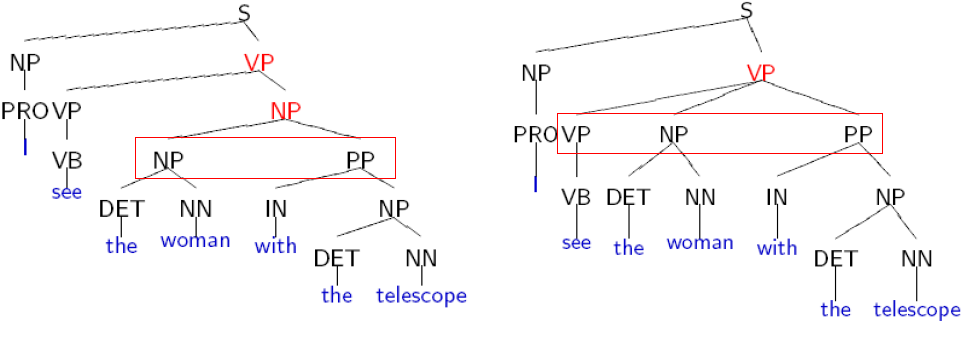 S S
NP VP NP VP
PRO VP NP PRO VP NP PP
I VB NP PP I VB DET NN IN NP
see DET NN IN NP see the woman with DET NN
the woman with DET NN the telescope
the telescope